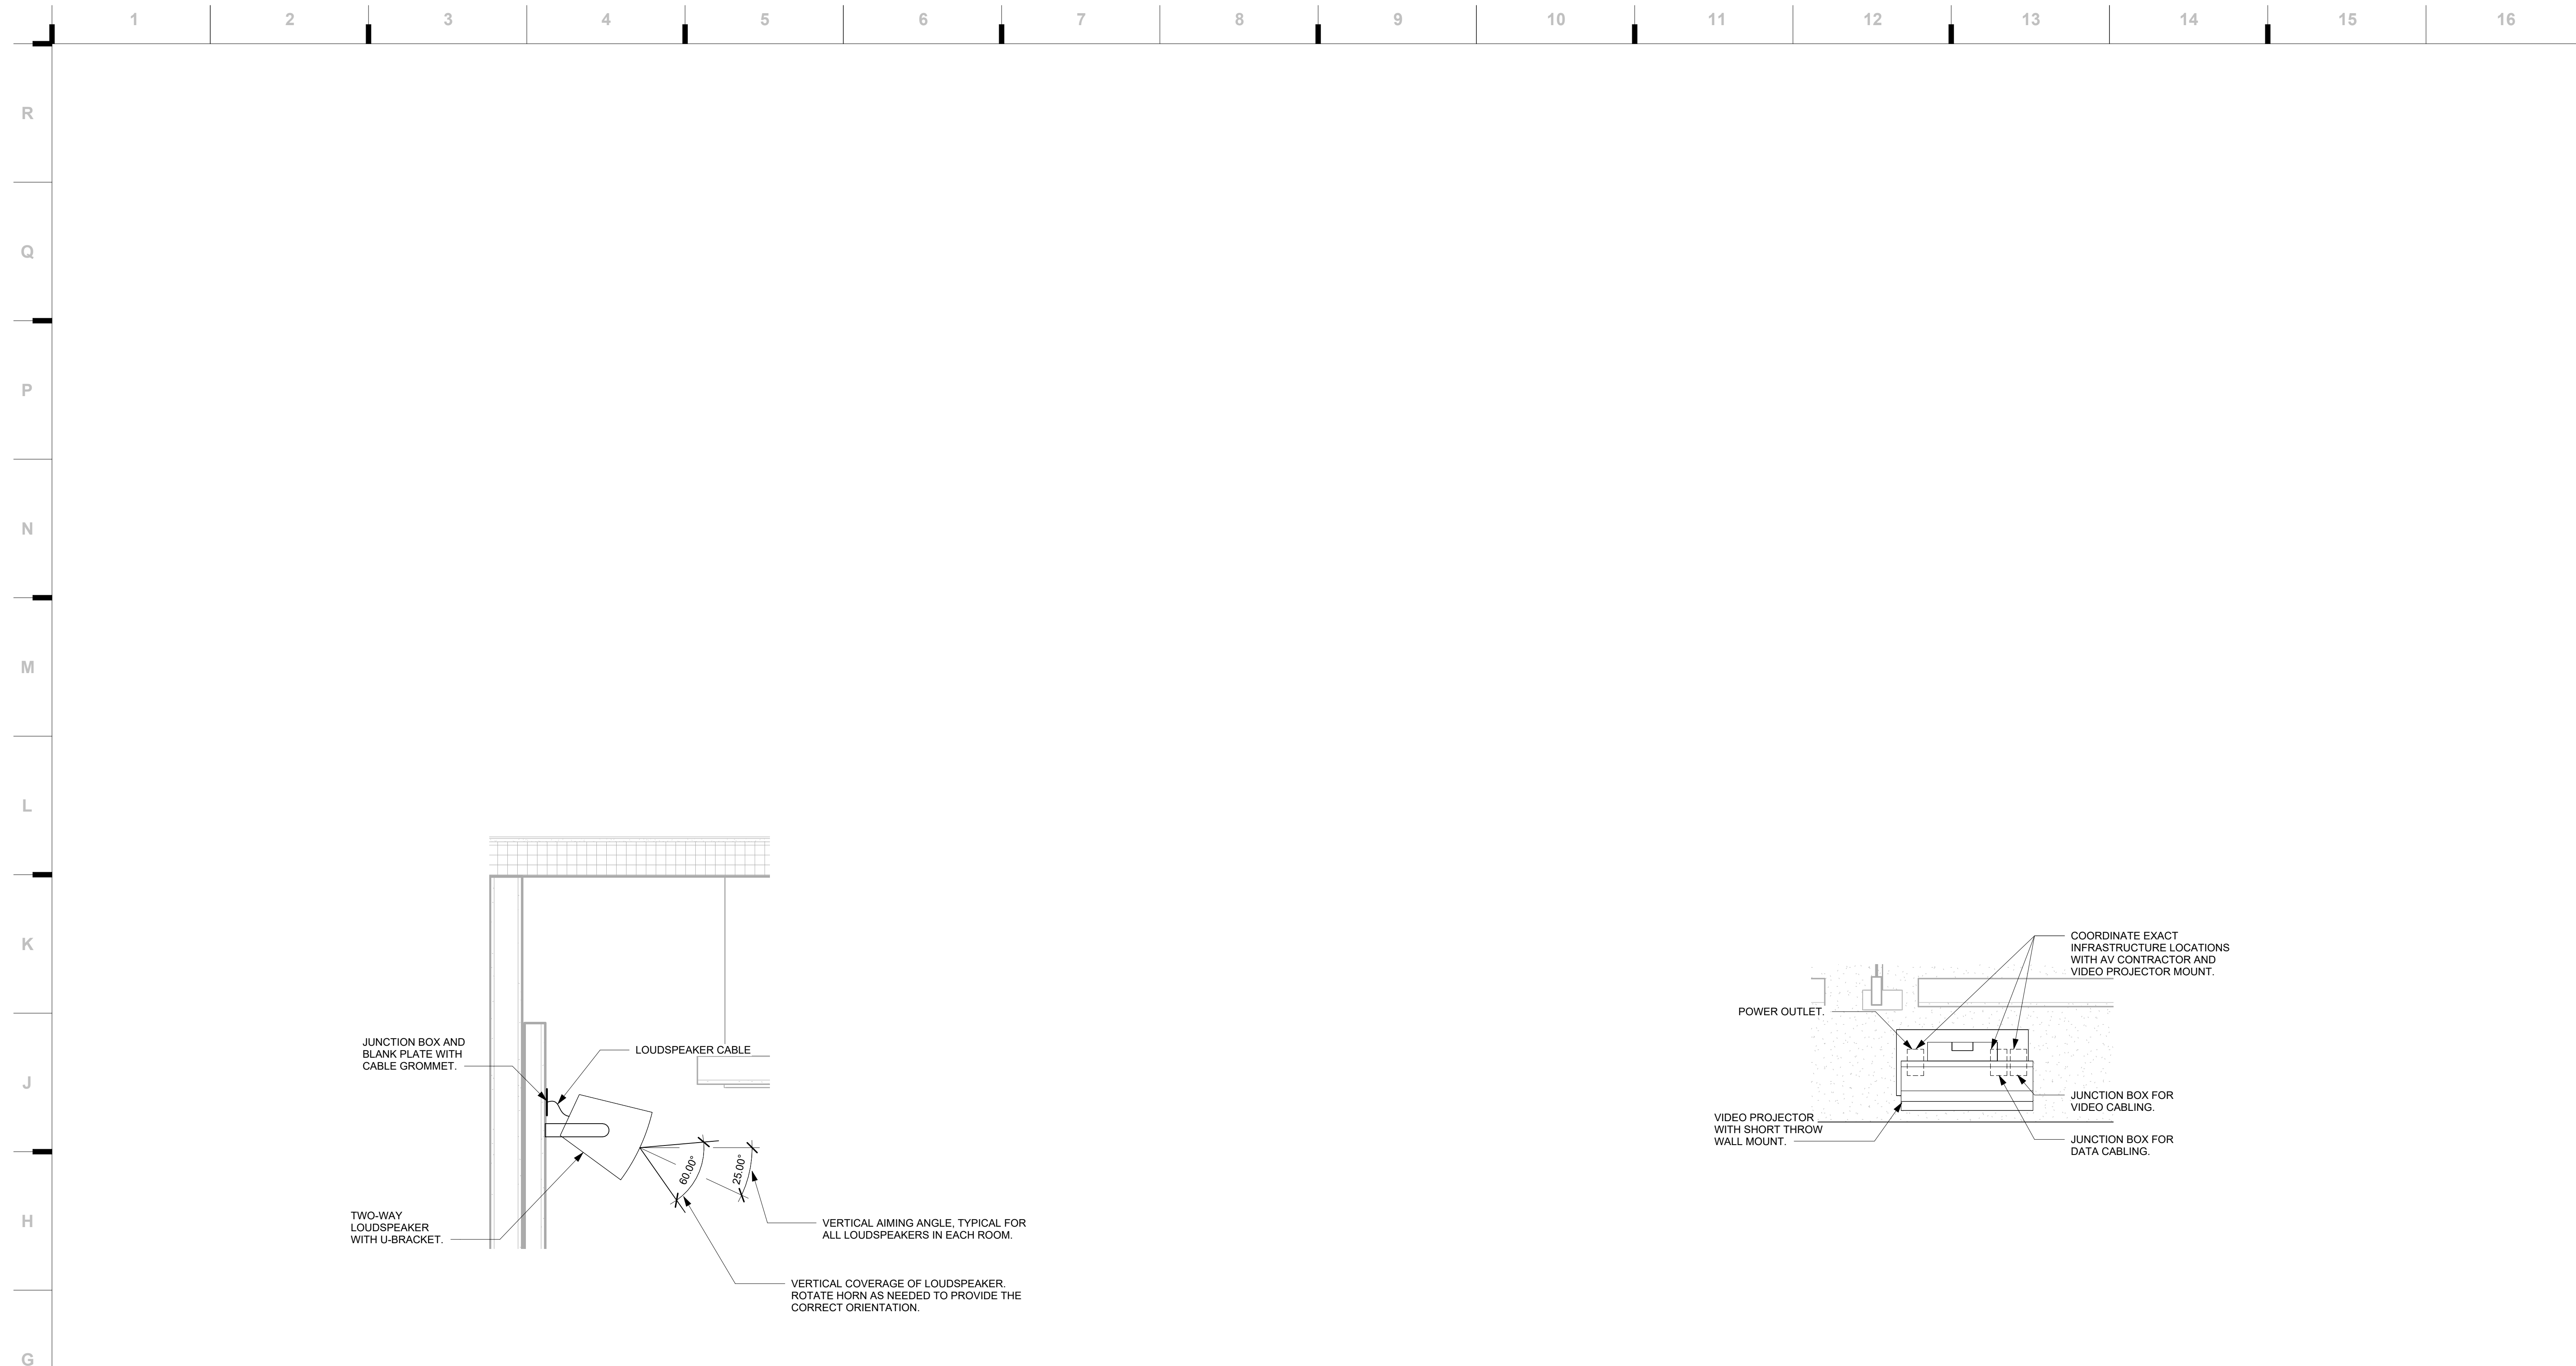 1 2 3 4 5 6 7 8 9 10 11 12 13 14 15 16
R
Q
P
N
M
L
K
J
H
G
JUNCTION BOX AND
BLANK PLATE WITH
CABLE GROMMET.
LOUDSPEAKER CABLE
TWO-WAY
LOUDSPEAKER
WITH U-BRACKET.
60.00°
25.00°
VERTICAL AIMING ANGLE, TYPICAL FOR
ALL LOUDSPEAKERS IN EACH ROOM.
VERTICAL COVERAGE OF LOUDSPEAKER.
ROTATE HORN AS NEEDED TO PROVIDE THE
CORRECT ORIENTATION.
COORDINATE EXACT
INFRASTRUCTURE LOCATIONS
WITH AV CONTRACTOR AND
VIDEO PROJECTOR MOUNT.
POWER OUTLET.
VIDEO PROJECTOR
WITH SHORT THROW
WALL MOUNT.
JUNCTION BOX FOR
VIDEO CABLING.
JUNCTION BOX FOR
DATA CABLING.